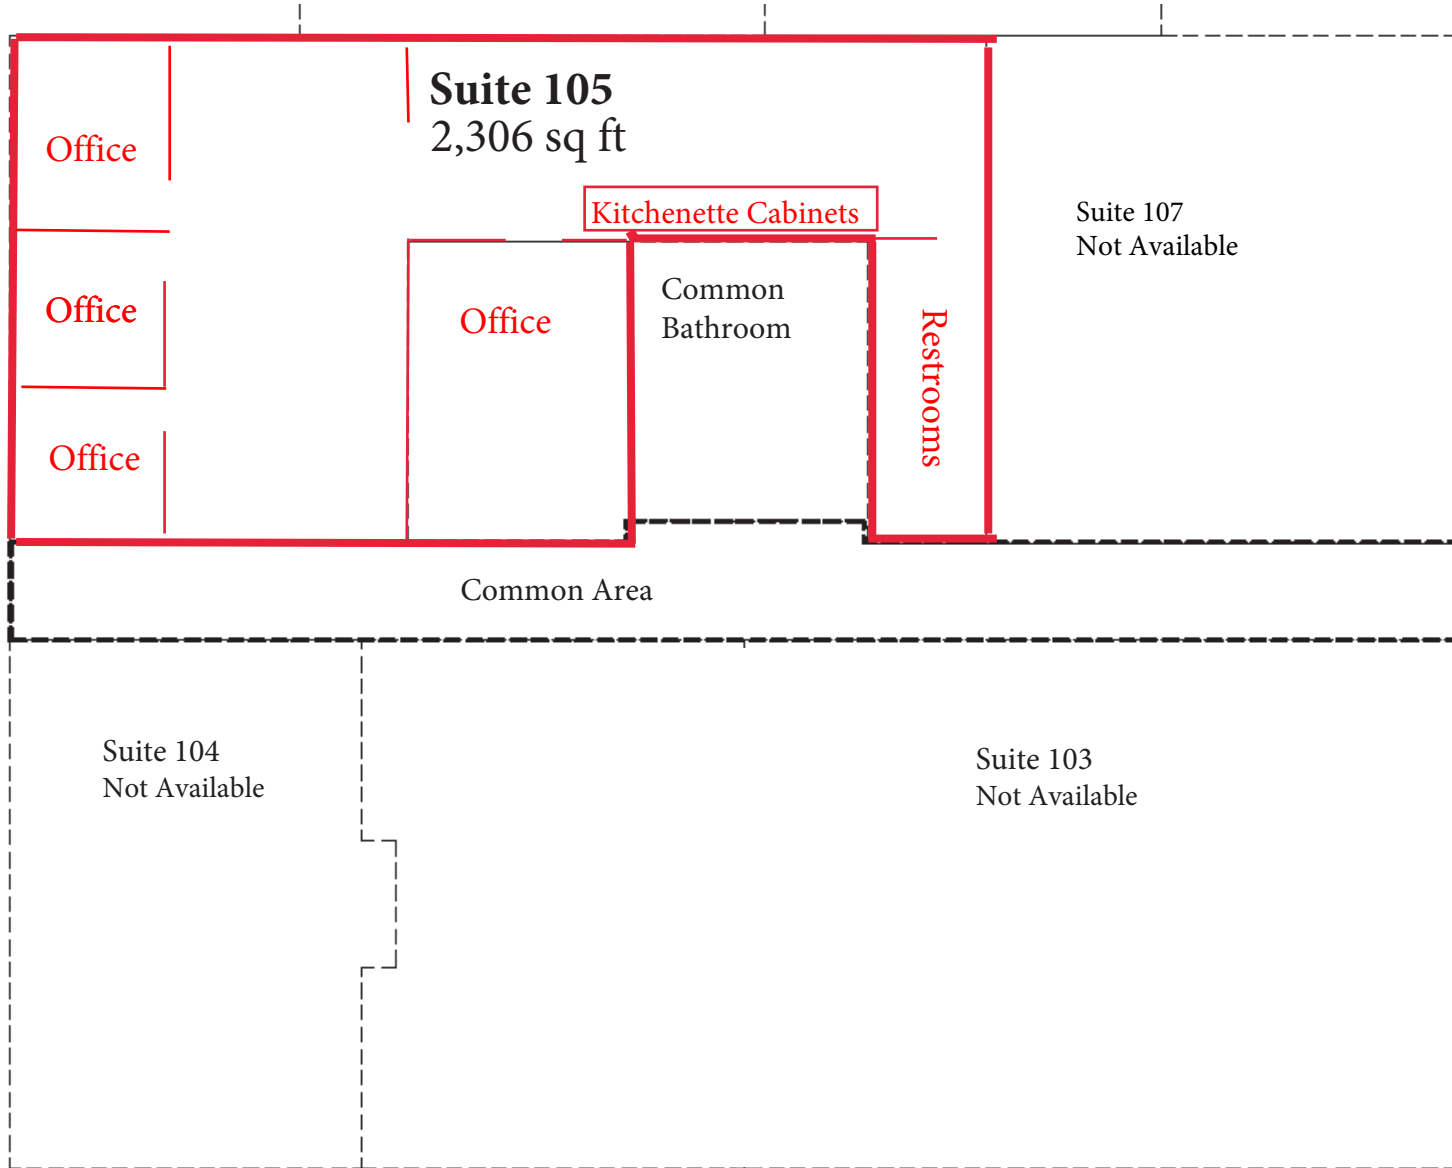 Suite 105
2,306 sq ft
Office
Kitchenette Cabinets
Suite 107
Not Available
Office
Office
Common
Bathroom
Restrooms
Office
Common Area
Suite 104
Not Available
Suite 103
Not Available